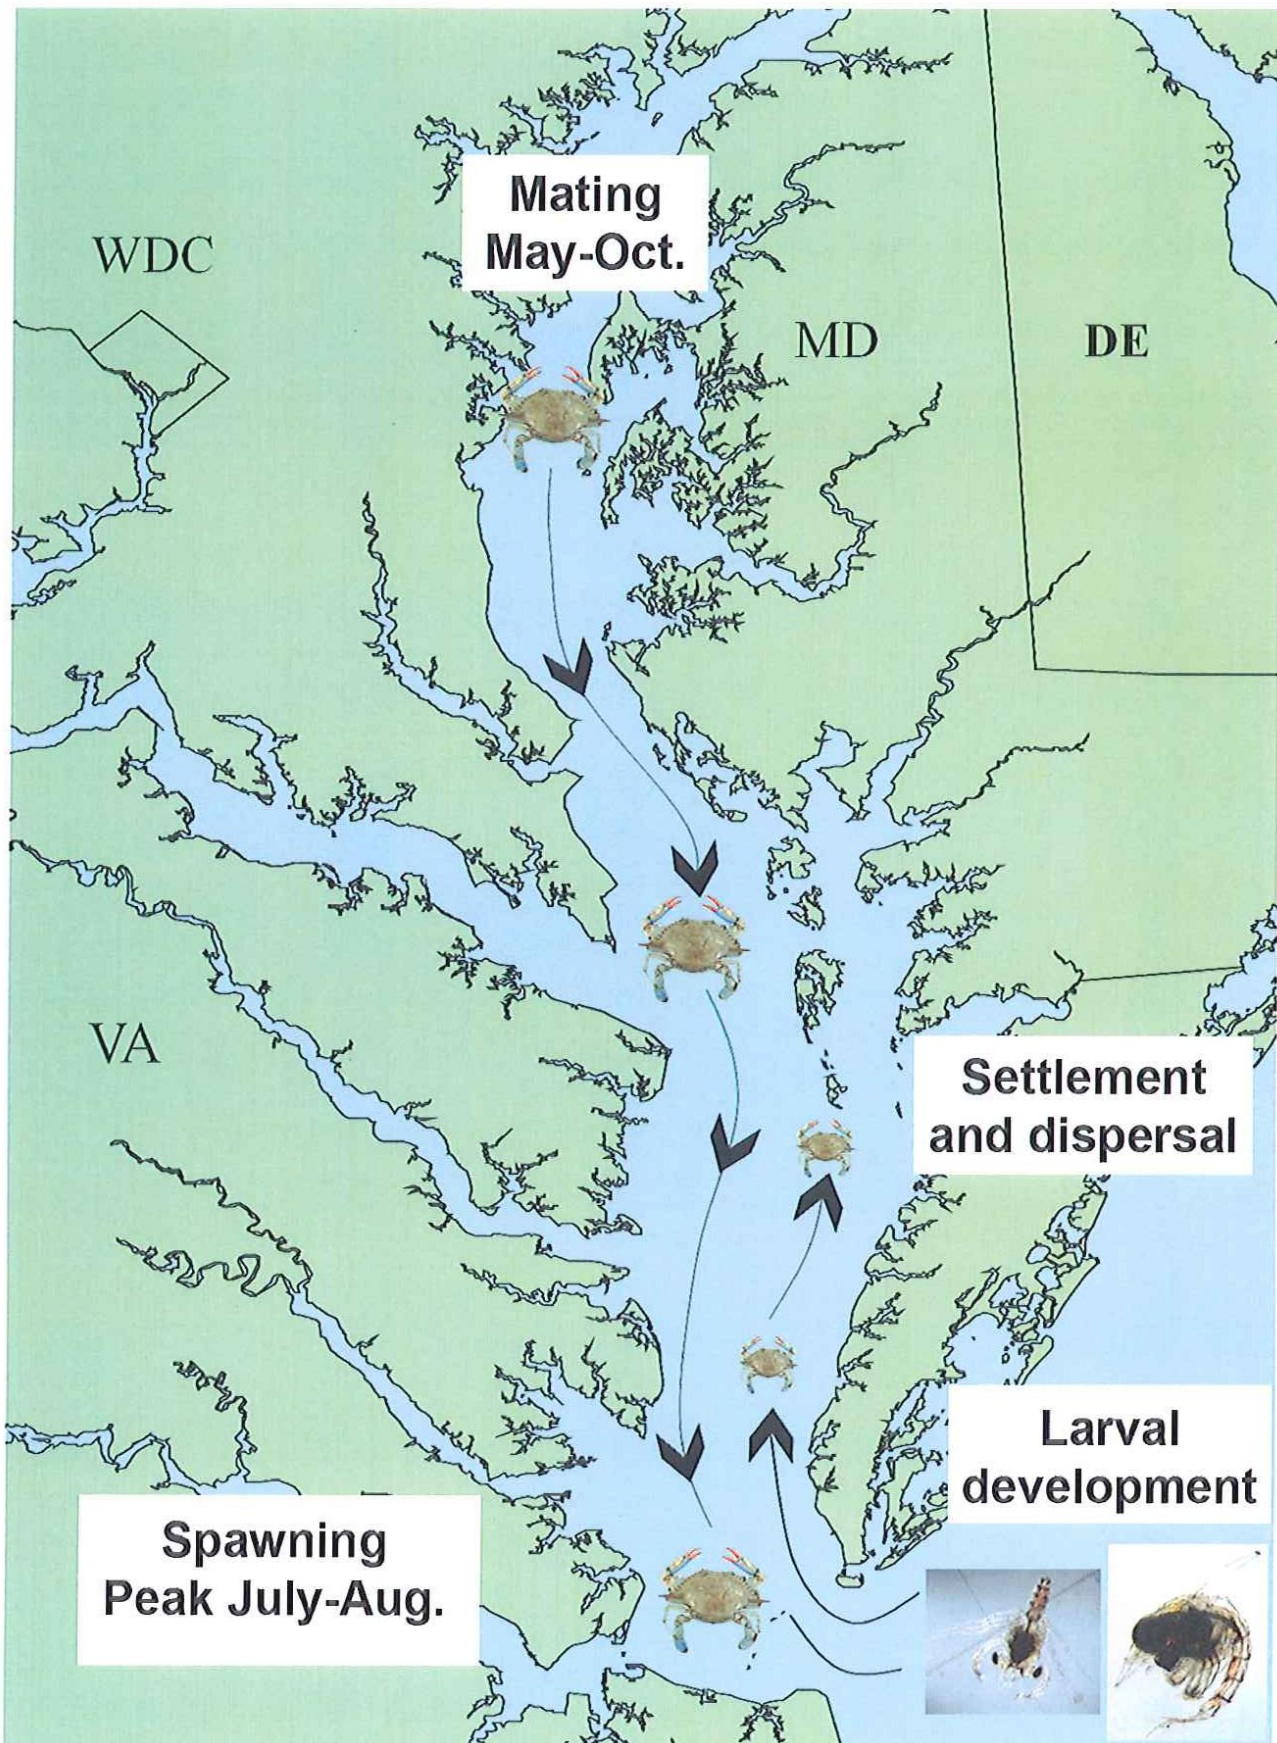 Mating
May-Oct.
WDC
MD
DE
VA
Settlement
and dispersal
Larval
development
Spawning
Peak July-Aug.